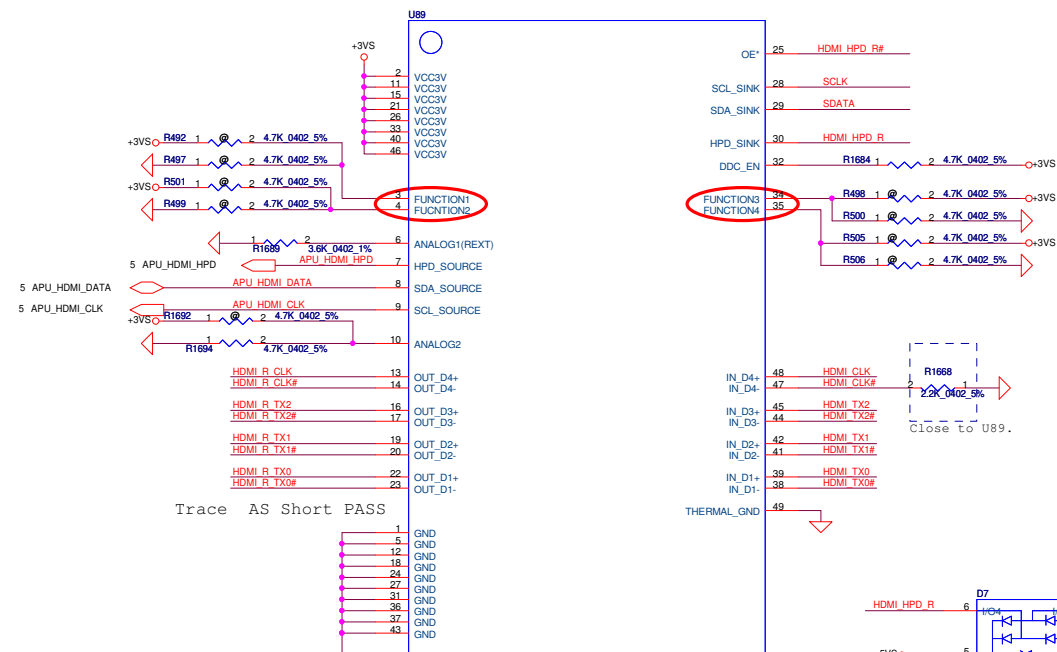 U89
+3VS
2 VCC3V
11 VCC3V
15 VCC3V
21 VCC3V
26 VCC3V
33 VCC3V
40 VCC3V
46 VCC3V
+3VS R492 1 @ 2 4.7K_0402_5%
R497 1 @ 2 4.7K_0402_5%
+3VS R501 1 @ 2 4.7K_0402_5%
R499 1 @ 2 4.7K_0402_5%
3 FUNCTION1
4 FUCNTION2
R1689 1 2 3.6K_0402_1% 6 ANALOG1(REXT)
5 APU_HDMI_HPD APU_HDMI_HPD 7 HPD_SOURCE
5 APU_HDMI_DATA APU_HDMI_DATA 8 SDA_SOURCE
5 APU_HDMI_CLK APU_HDMI_CLK 9 SCL_SOURCE
+3VS R1692 1 @ 2 4.7K_0402_5%
R1694 1 2 4.7K_0402_5% 10 ANALOG2
HDMI_R_CLK 13 OUT_D4+
HDMI_R_CLK# 14 OUT_D4-
HDMI_R_TX2 16 OUT_D3+
HDMI_R_TX2# 17 OUT_D3-
HDMI_R_TX1 19 OUT_D2+
HDMI_R_TX1# 20 OUT_D2-
HDMI_R_TX0 22 OUT_D1+
HDMI_R_TX0# 23 OUT_D1-
Trace AS Short PASS
1 GND
5 GND
12 GND
18 GND
24 GND
27 GND
31 GND
36 GND
37 GND
43 GND
OE* 25 HDMI_HPD_R#
SCL_SINK 28 SCLK
SDA_SINK 29 SDATA
HPD_SINK 30 HDMI_HPD_R
DDC_EN 32 R1684 1 2 4.7K_0402_5% +3VS
FUNCTION3 34 R498 1 @ 2 4.7K_0402_5% +3VS
FUNCTION4 35 R500 1 @ 2 4.7K_0402_5%
R505 1 @ 2 4.7K_0402_5% +3VS
R506 1 @ 2 4.7K_0402_5%
IN_D4+ 48 HDMI_CLK
IN_D4- 47 HDMI_CLK#
R1668
2 1
2.2K_0402_5%
Close to U89.
IN_D3+ 45 HDMI_TX2
IN_D3- 44 HDMI_TX2#
IN_D2+ 42 HDMI_TX1
IN_D2- 41 HDMI_TX1#
IN_D1+ 39 HDMI_TX0
IN_D1- 38 HDMI_TX0#
THERMAL_GND 49
D7
HDMI_HPD_R 6 I/O4
5